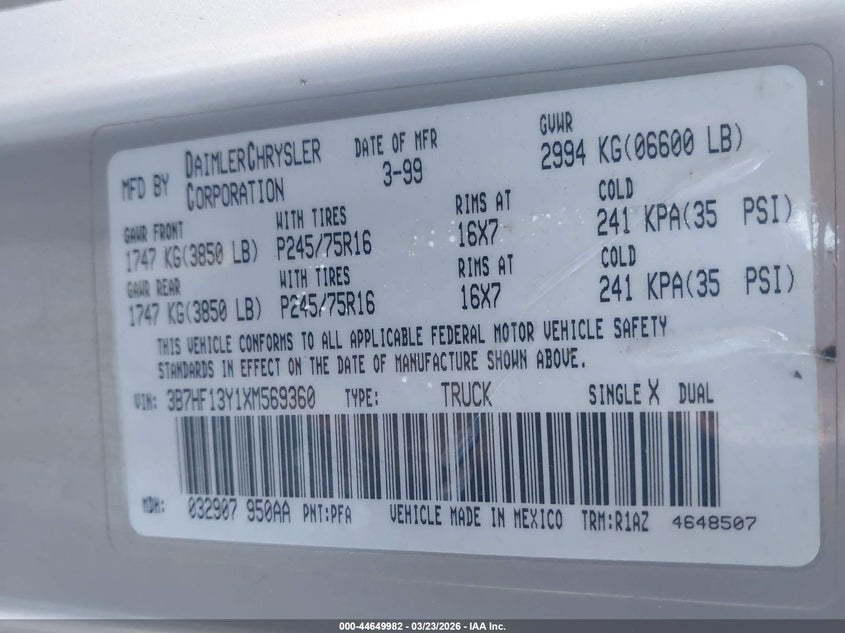 MFD BY DAIMLERCHRYSLER CORPORATION DATE OF MFR 3-99 GVWR 2994 KG(06600 LB)
GAWR FRONT WITH TIRES RIMS AT COLD
1747 KG(3850 LB) P245/75R16 16X7 241 KPA(35 PSI)
GAWR REAR WITH TIRES RIMS AT COLD
1747 KG(3850 LB) P245/75R16 16X7 241 KPA(35 PSI)
THIS VEHICLE CONFORMS TO ALL APPLICABLE FEDERAL MOTOR VEHICLE SAFETY
STANDARDS IN EFFECT ON THE DATE OF MANUFACTURE SHOWN ABOVE.
VIN: 3B7HF13Y1XM569360 TYPE: TRUCK SINGLE X DUAL
MDH: 032907 950AA PNT:PFA VEHICLE MADE IN MEXICO TRM:R1AZ 4648507
000-44649982 | 03/23/2026 | IAA Inc.